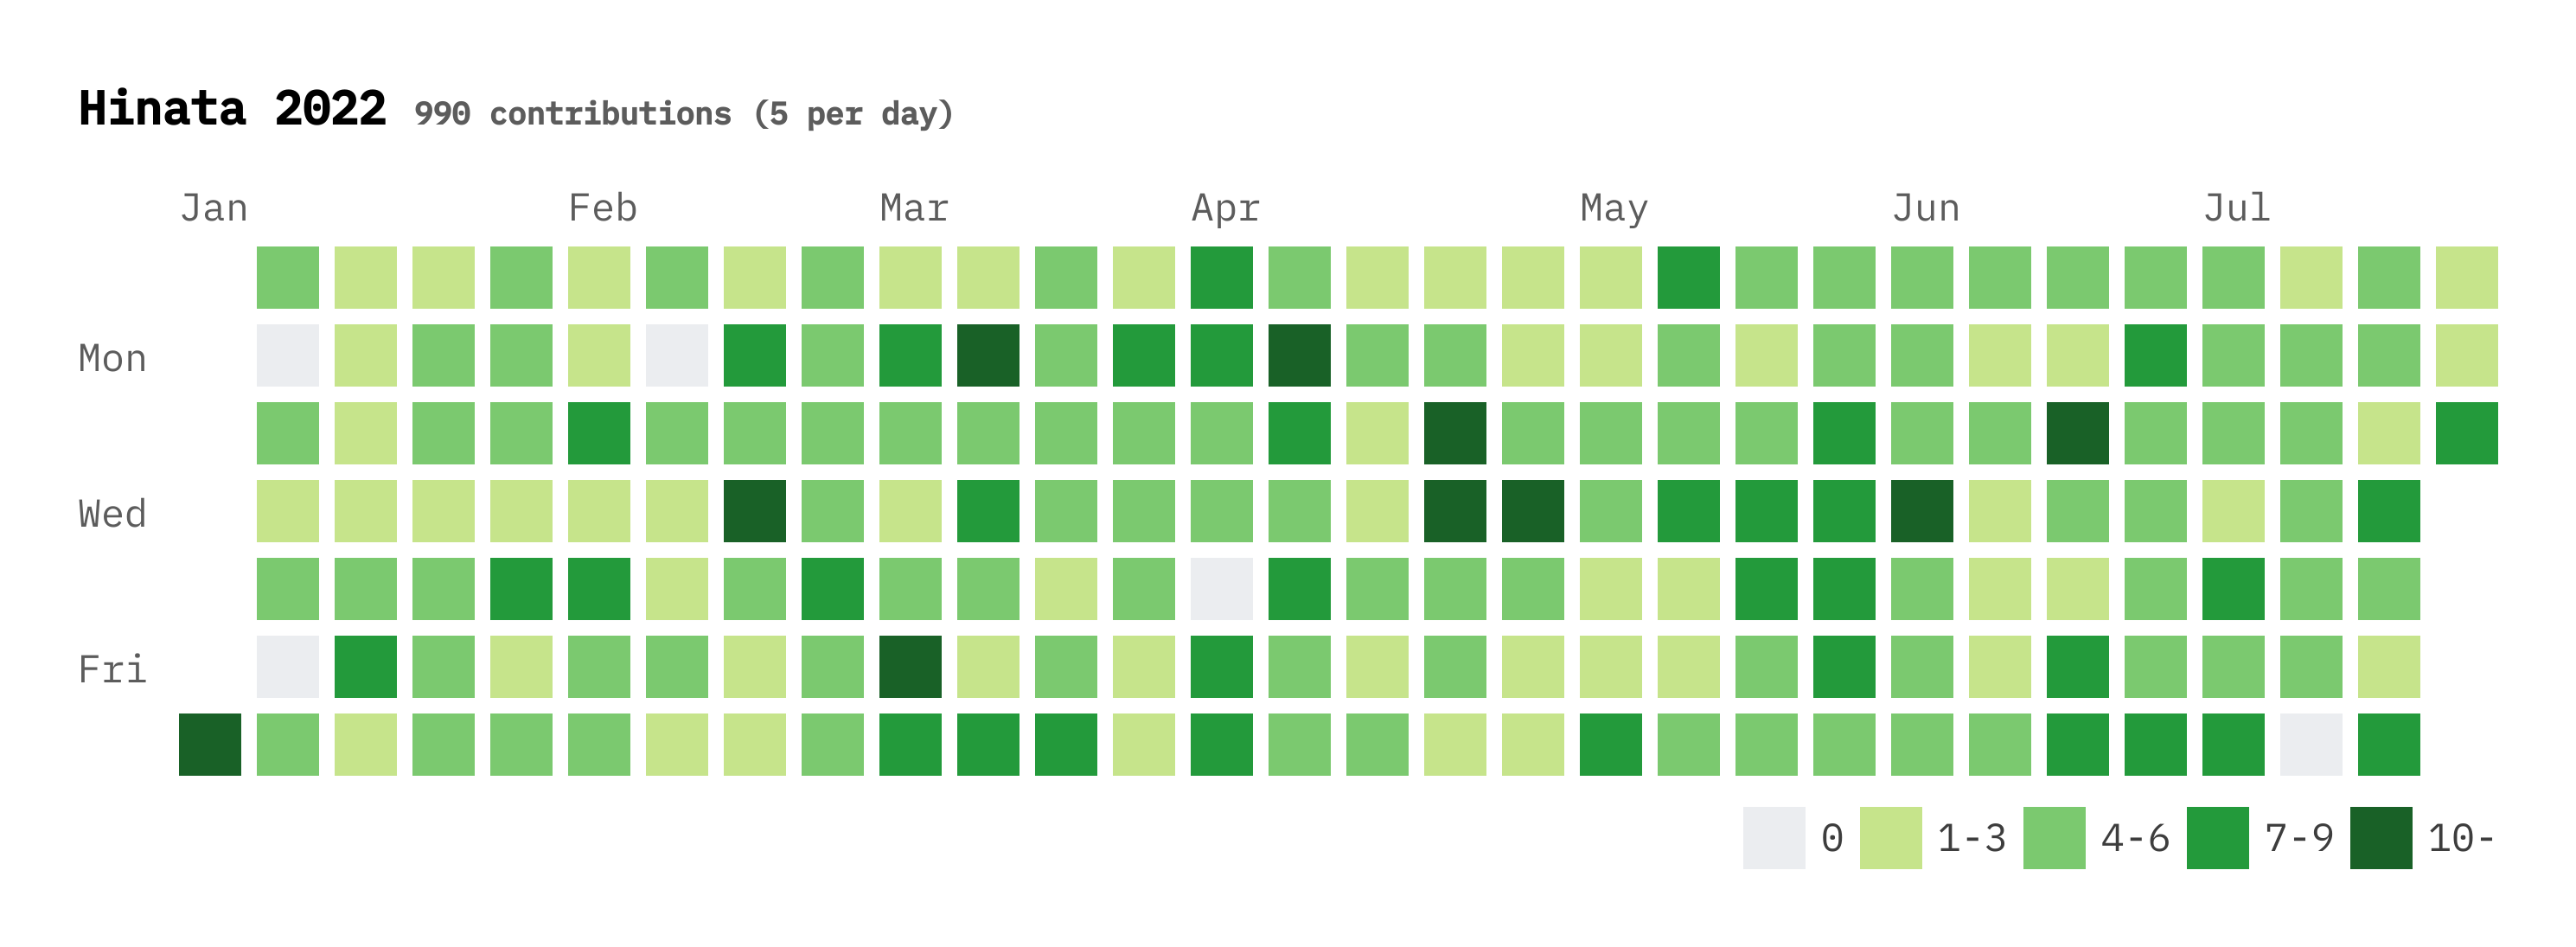 Hinata 2022 990 contributions (5 per day)
Jan Feb Mar Apr May Jun Jul
Mon
Wed
Fri
0 1-3 4-6 7-9 10-